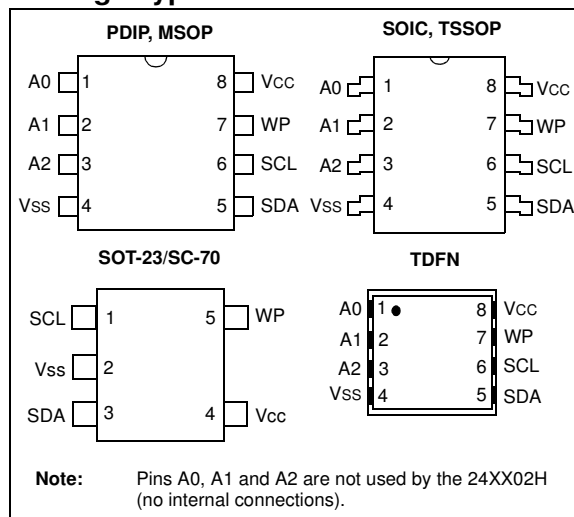 PDIP, MSOP
A0 1 8 VCC
A1 2 7 WP
A2 3 6 SCL
VSS 4 5 SDA
SOIC, TSSOP
A0 1 8 VCC
A1 2 7 WP
A2 3 6 SCL
VSS 4 5 SDA
SOT-23/SC-70
SCL 1 5 WP
Vss 2
SDA 3 4 Vcc
TDFN
A0 1 8 VCC
A1 2 7 WP
A2 3 6 SCL
VSS 4 5 SDA
Note: Pins A0, A1 and A2 are not used by the 24XX02H
(no internal connections).